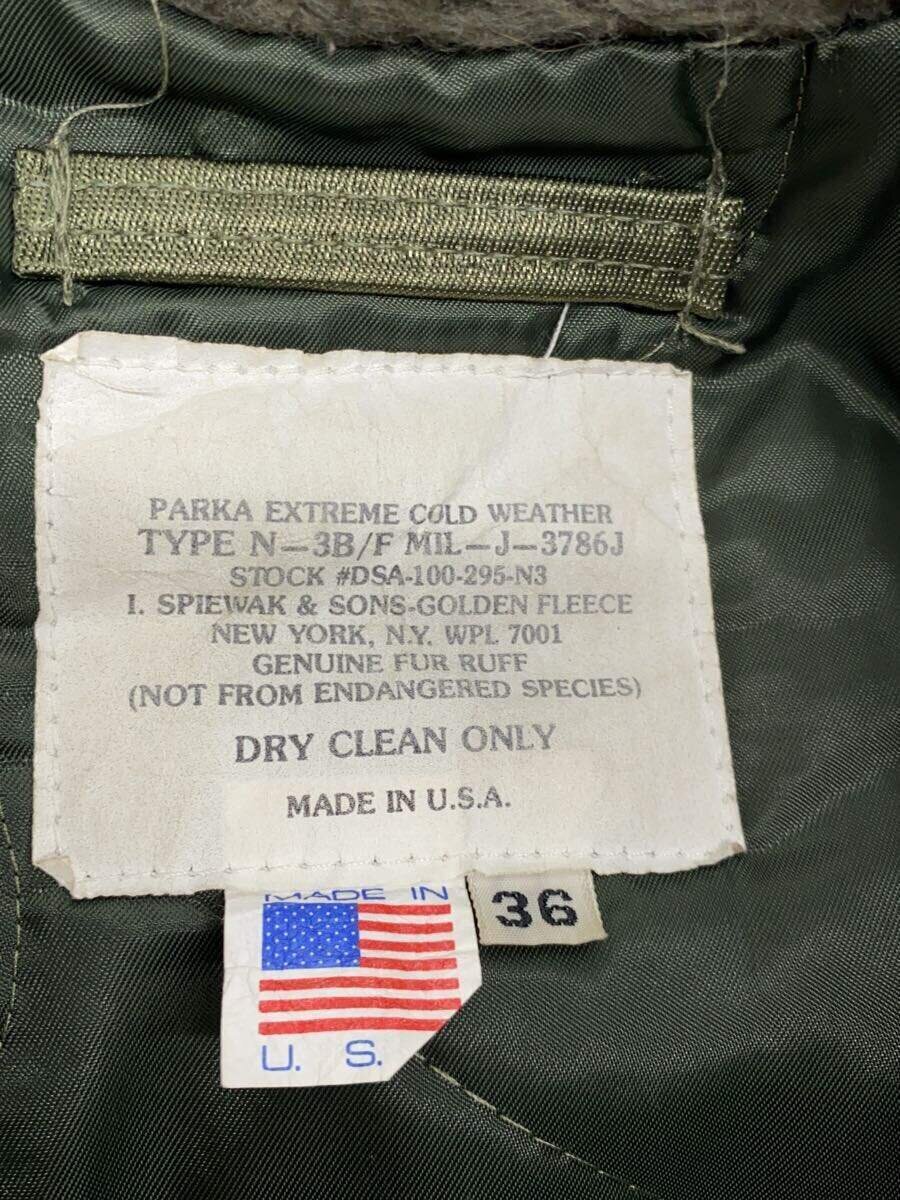 PARKA EXTREME COLD WEATHER
TYPE N-3B/F MIL-J-3786J
STOCK #DSA-100-295-N3
I. SPIEWAK & SONS-GOLDEN FLEECE
NEW YORK, N.Y. WPL 7001
GENUINE FUR RUFF
(NOT FROM ENDANGERED SPECIES)
DRY CLEAN ONLY
MADE IN U.S.A.
MADE IN
U. S.
36